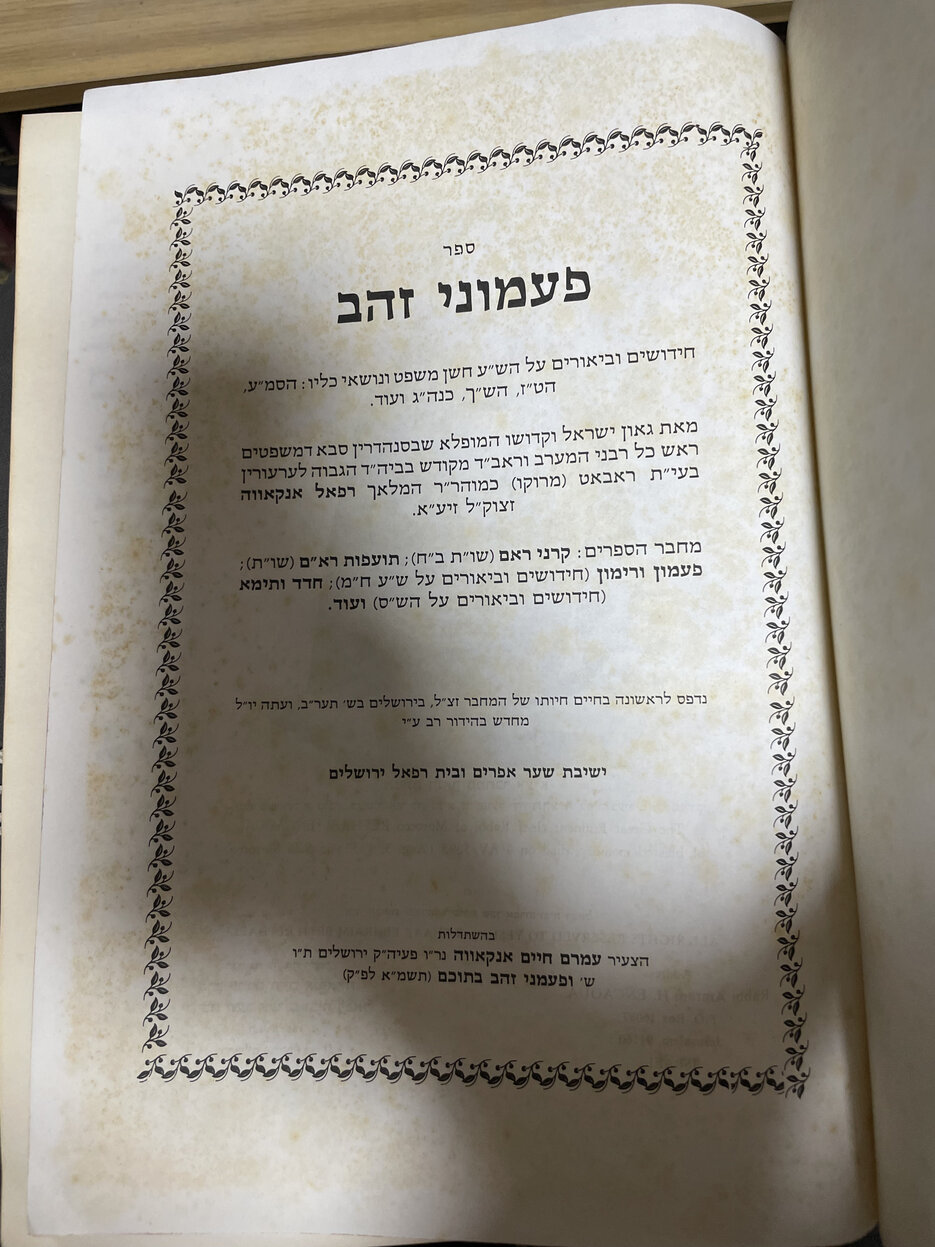 ספר
פעמוני זהב
חידושים וביאורים על הש״ע חשן משפט ונושאי כליו: הסמ״ע,
הט״ז, הש״ך, כנה״ג ועוד.
מאת גאון ישראל וקדושו המופלא שבסנהדרין סבא דמשפטים
ראש כל רבני המערב וראב״ד מקודש בביה״ד הגבוה לערעורין
בעי״ת ראבאט (מרוקו) כמוהר״ר המלאך רפאל אנקאווה
זצוק״ל זיע״א.
מחבר הספרים: קרני ראם (שו״ת ב״ח); תועפות רא״ם (שו״ת);
פעמון ורימון (חידושים וביאורים על ש״ע ח״מ); חדד ותימא
(חידושים וביאורים על הש״ס) ועוד.
נדפס לראשונה בחיים חיותו של המחבר זצ״ל, בירושלים בש׳ תער״ב, ועתה יו״ל
מחדש בהידור רב ע״י
ישיבת שער אפרים ובית רפאל ירושלים
בהשתדלות
הצעיר עמרם חיים אנקאווה נר״ו פעיה״ק ירושלים ת״ו
ש׳ ופעמני זהב בתוכם (תשמ״א לפ״ק)